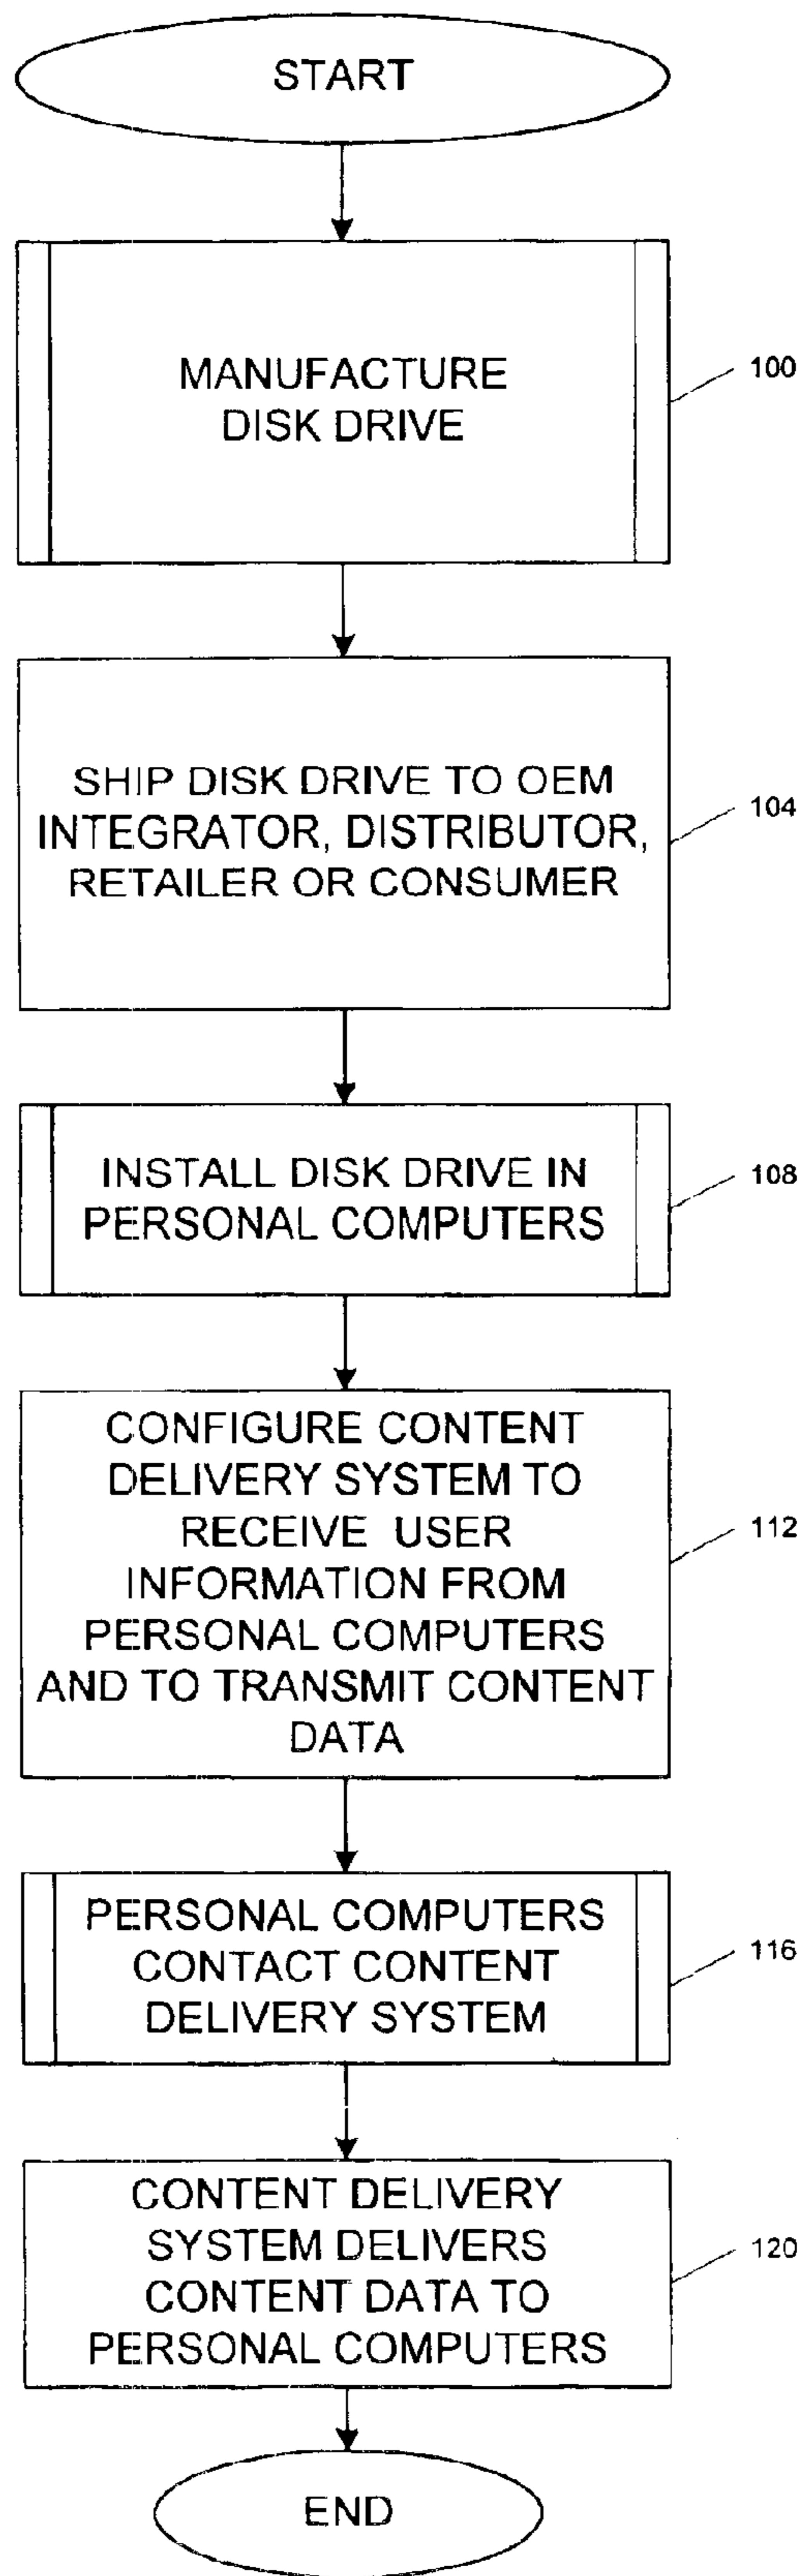 START
MANUFACTURE
DISK DRIVE
100
SHIP DISK DRIVE TO OEM
INTEGRATOR, DISTRIBUTOR,
RETAILER OR CONSUMER
104
INSTALL DISK DRIVE IN
PERSONAL COMPUTERS
108
CONFIGURE CONTENT
DELIVERY SYSTEM TO
RECEIVE USER
INFORMATION FROM
PERSONAL COMPUTERS
AND TO TRANSMIT CONTENT
DATA
112
PERSONAL COMPUTERS
CONTACT CONTENT
DELIVERY SYSTEM
116
CONTENT DELIVERY
SYSTEM DELIVERS
CONTENT DATA TO
PERSONAL COMPUTERS
120
END